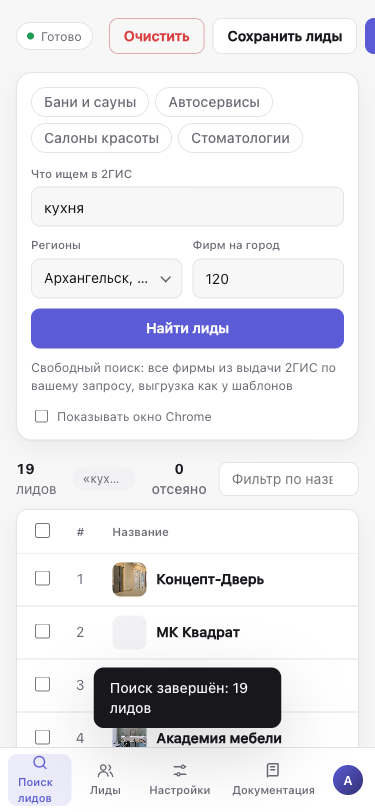 Готово
Очистить
Сохранить лиды
Бани и сауны
Автосервисы
Салоны красоты
Стоматологии
Что ищем в 2ГИС
кухня
Регионы
Фирм на город
Архангельск, ...
120
Найти лиды
Свободный поиск: все фирмы из выдачи 2ГИС по
вашему запросу, выгрузка как у шаблонов
Показывать окно Chrome
19
лидов
«кух...
0
отсеяно
Фильтр по назв
# Название
1 Концепт-Дверь
2 МК Квадрат
3
Поиск завершён: 19
лидов
4 Академия мебели
Поиск
лидов
Лиды
Настройки
Документация
A